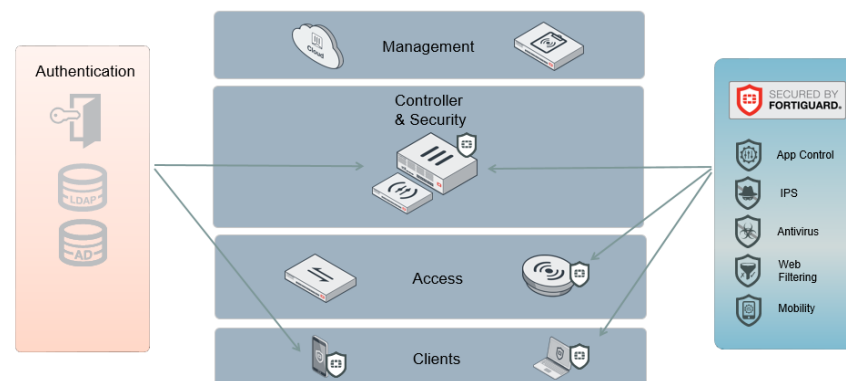 Authentication
LDAP
AD
Cloud
Management
Controller
& Security
Access
Clients
SECURED BY
FORTIGUARD.
App Control
IPS
Antivirus
Web
Filtering
Mobility